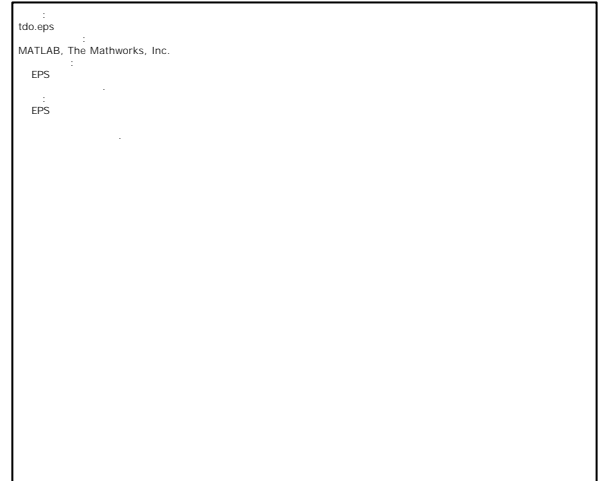 :
tdo.eps
:
MATLAB, The Mathworks, Inc.
:
EPS
.
:
EPS
.